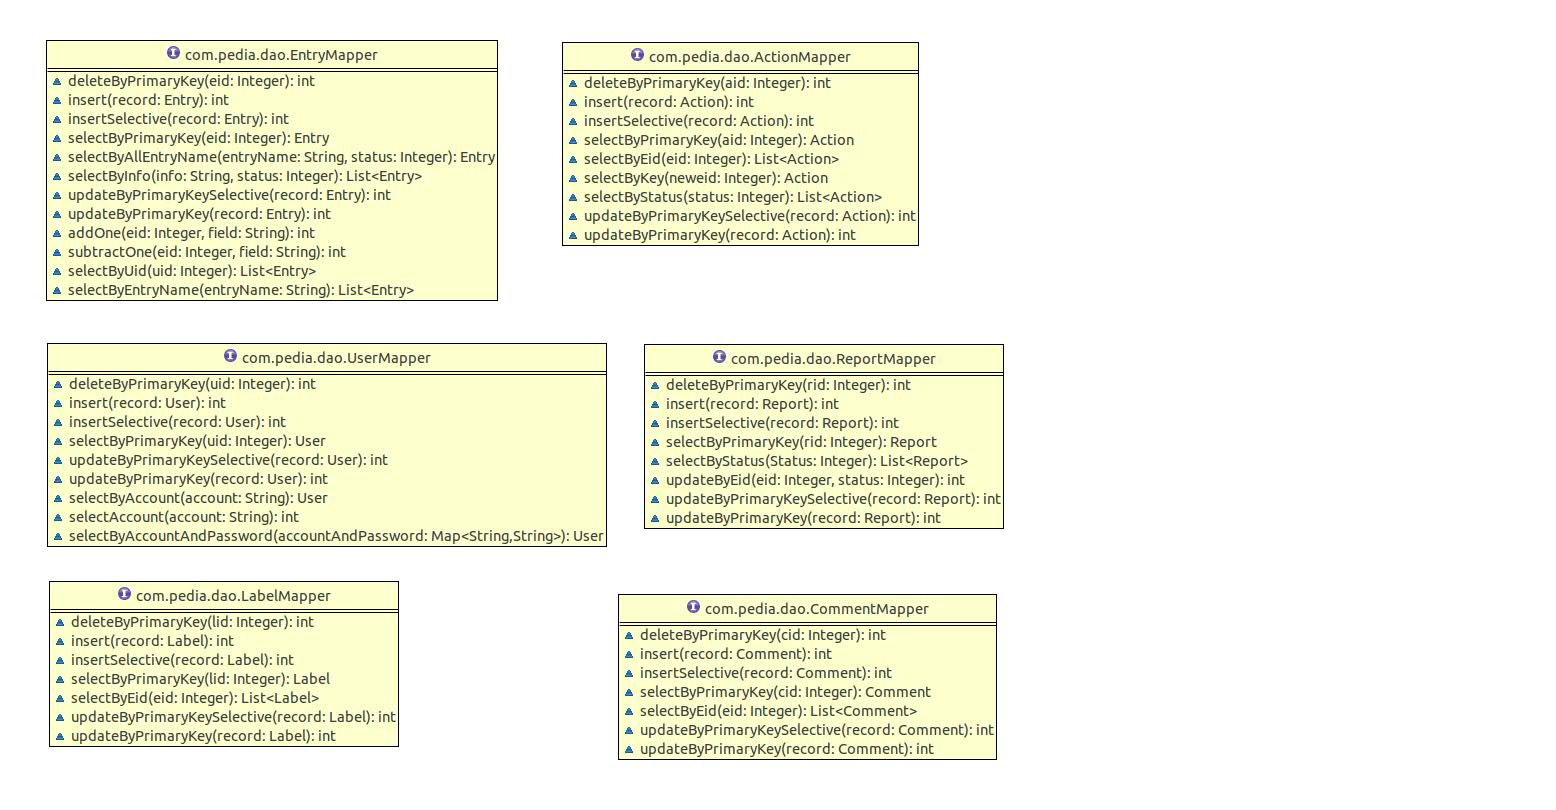 com.pedia.dao.EntryMapper
deleteByPrimaryKey(eid: Integer): int
insert(record: Entry): int
insertSelective(record: Entry): int
selectByPrimaryKey(eid: Integer): Entry
selectByAllEntryName(entryName: String, status: Integer): Entry
selectByInfo(info: String, status: Integer): List<Entry>
updateByPrimaryKeySelective(record: Entry): int
updateByPrimaryKey(record: Entry): int
addOne(eid: Integer, field: String): int
subtractOne(eid: Integer, field: String): int
selectByUid(uid: Integer): List<Entry>
selectByEntryName(entryName: String): List<Entry>
com.pedia.dao.ActionMapper
deleteByPrimaryKey(aid: Integer): int
insert(record: Action): int
insertSelective(record: Action): int
selectByPrimaryKey(aid: Integer): Action
selectByEid(eid: Integer): List<Action>
selectByKey(neweid: Integer): Action
selectByStatus(status: Integer): List<Action>
updateByPrimaryKeySelective(record: Action): int
updateByPrimaryKey(record: Action): int
com.pedia.dao.UserMapper
deleteByPrimaryKey(uid: Integer): int
insert(record: User): int
insertSelective(record: User): int
selectByPrimaryKey(uid: Integer): User
updateByPrimaryKeySelective(record: User): int
updateByPrimaryKey(record: User): int
selectByAccount(account: String): User
selectAccount(account: String): int
selectByAccountAndPassword(accountAndPassword: Map<String,String>): User
com.pedia.dao.ReportMapper
deleteByPrimaryKey(rid: Integer): int
insert(record: Report): int
insertSelective(record: Report): int
selectByPrimaryKey(rid: Integer): Report
selectByStatus(Status: Integer): List<Report>
updateByEid(eid: Integer, status: Integer): int
updateByPrimaryKeySelective(record: Report): int
updateByPrimaryKey(record: Report): int
com.pedia.dao.LabelMapper
deleteByPrimaryKey(lid: Integer): int
insert(record: Label): int
insertSelective(record: Label): int
selectByPrimaryKey(lid: Integer): Label
selectByEid(eid: Integer): List<Label>
updateByPrimaryKeySelective(record: Label): int
updateByPrimaryKey(record: Label): int
com.pedia.dao.CommentMapper
deleteByPrimaryKey(cid: Integer): int
insert(record: Comment): int
insertSelective(record: Comment): int
selectByPrimaryKey(cid: Integer): Comment
selectByEid(eid: Integer): List<Comment>
updateByPrimaryKeySelective(record: Comment): int
updateByPrimaryKey(record: Comment): int